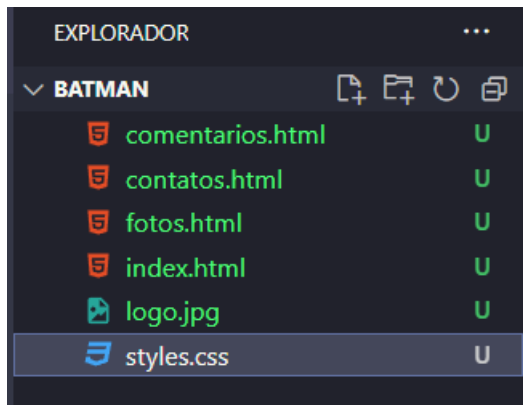 EXPLORADOR ...
BATMAN
comentarios.html U
contatos.html U
fotos.html U
index.html U
logo.jpg U
styles.css U